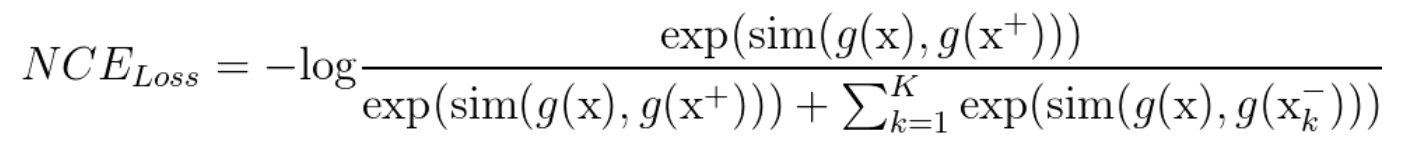 NCE_{Loss} = -log \frac{exp(sim(g(x), g(x^+)))}{exp(sim(g(x), g(x^+))) + \sum_{k=1}^{K} exp(sim(g(x), g(x_k^-)))}